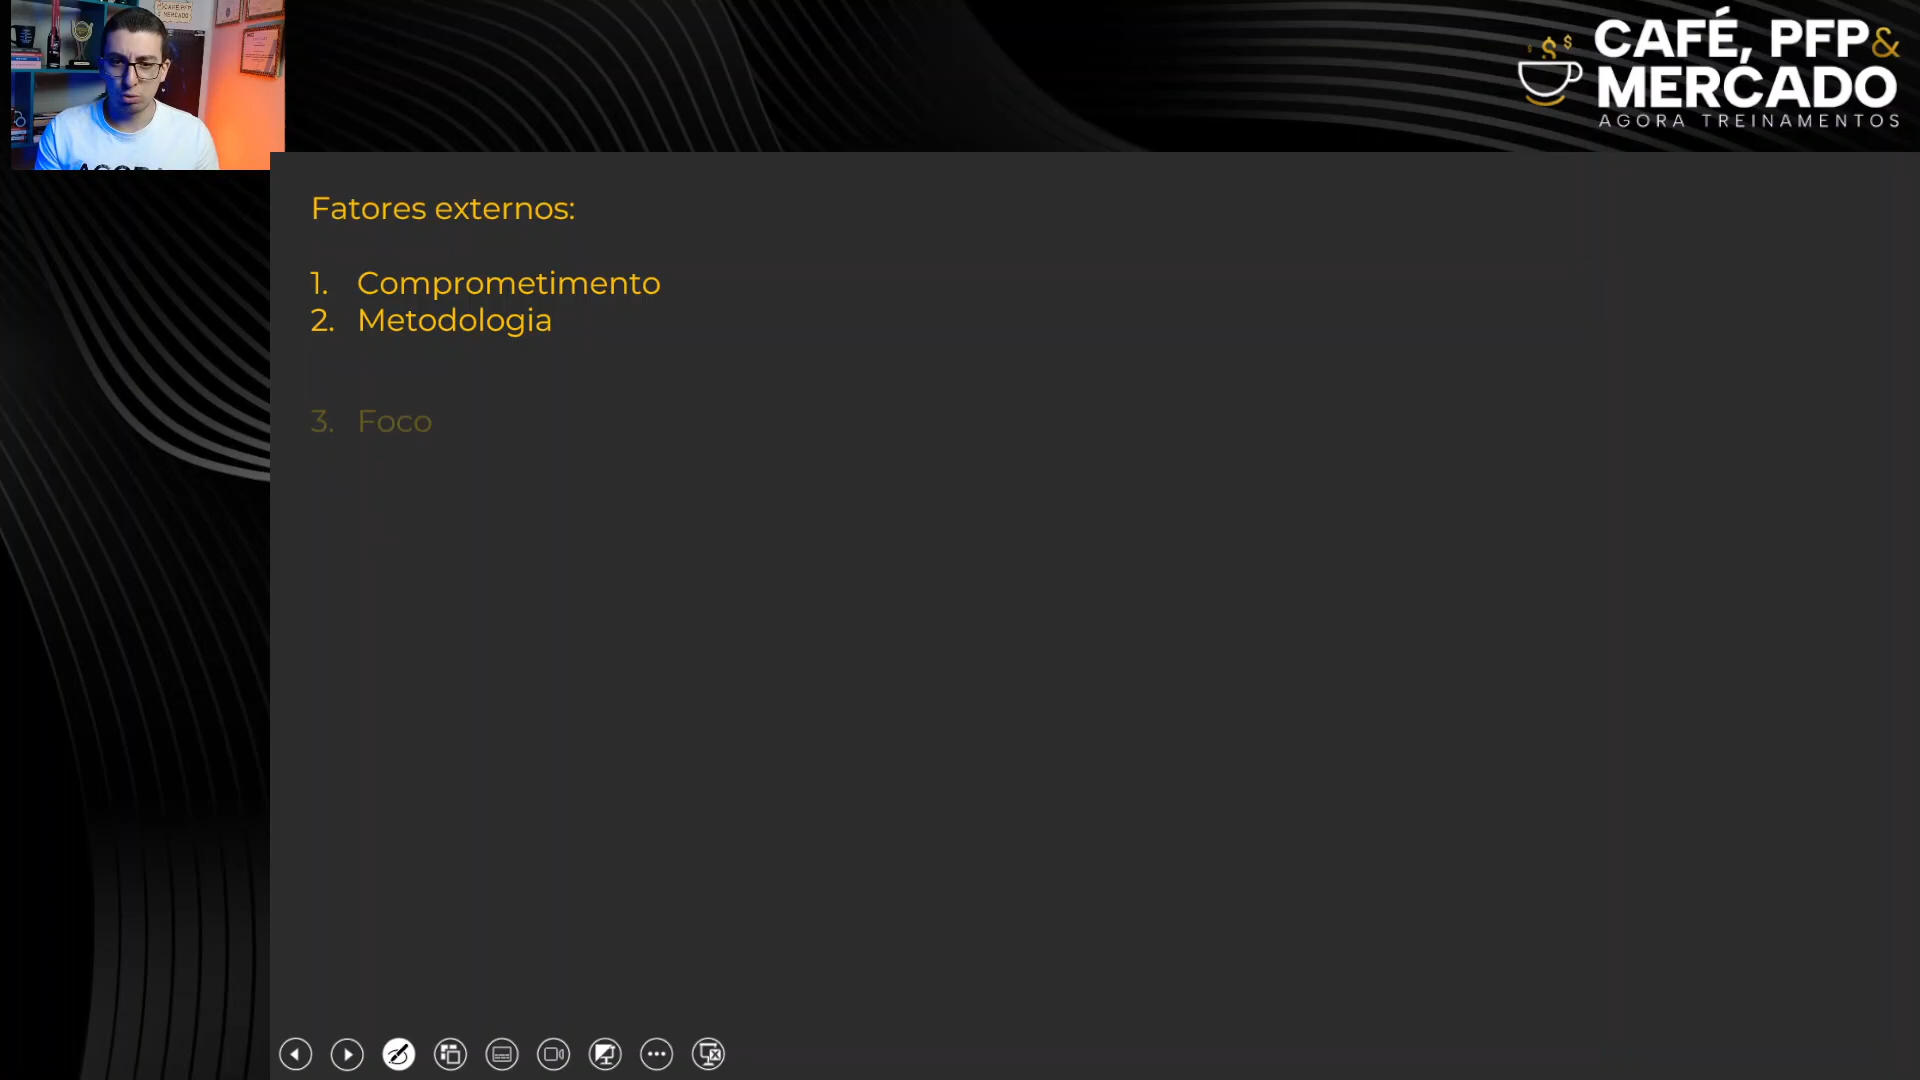 CAFÉ, PFP&
MERCADO
AGORA TREINAMENTOS
Fatores externos:
1. Comprometimento
2. Metodologia
3. Foco